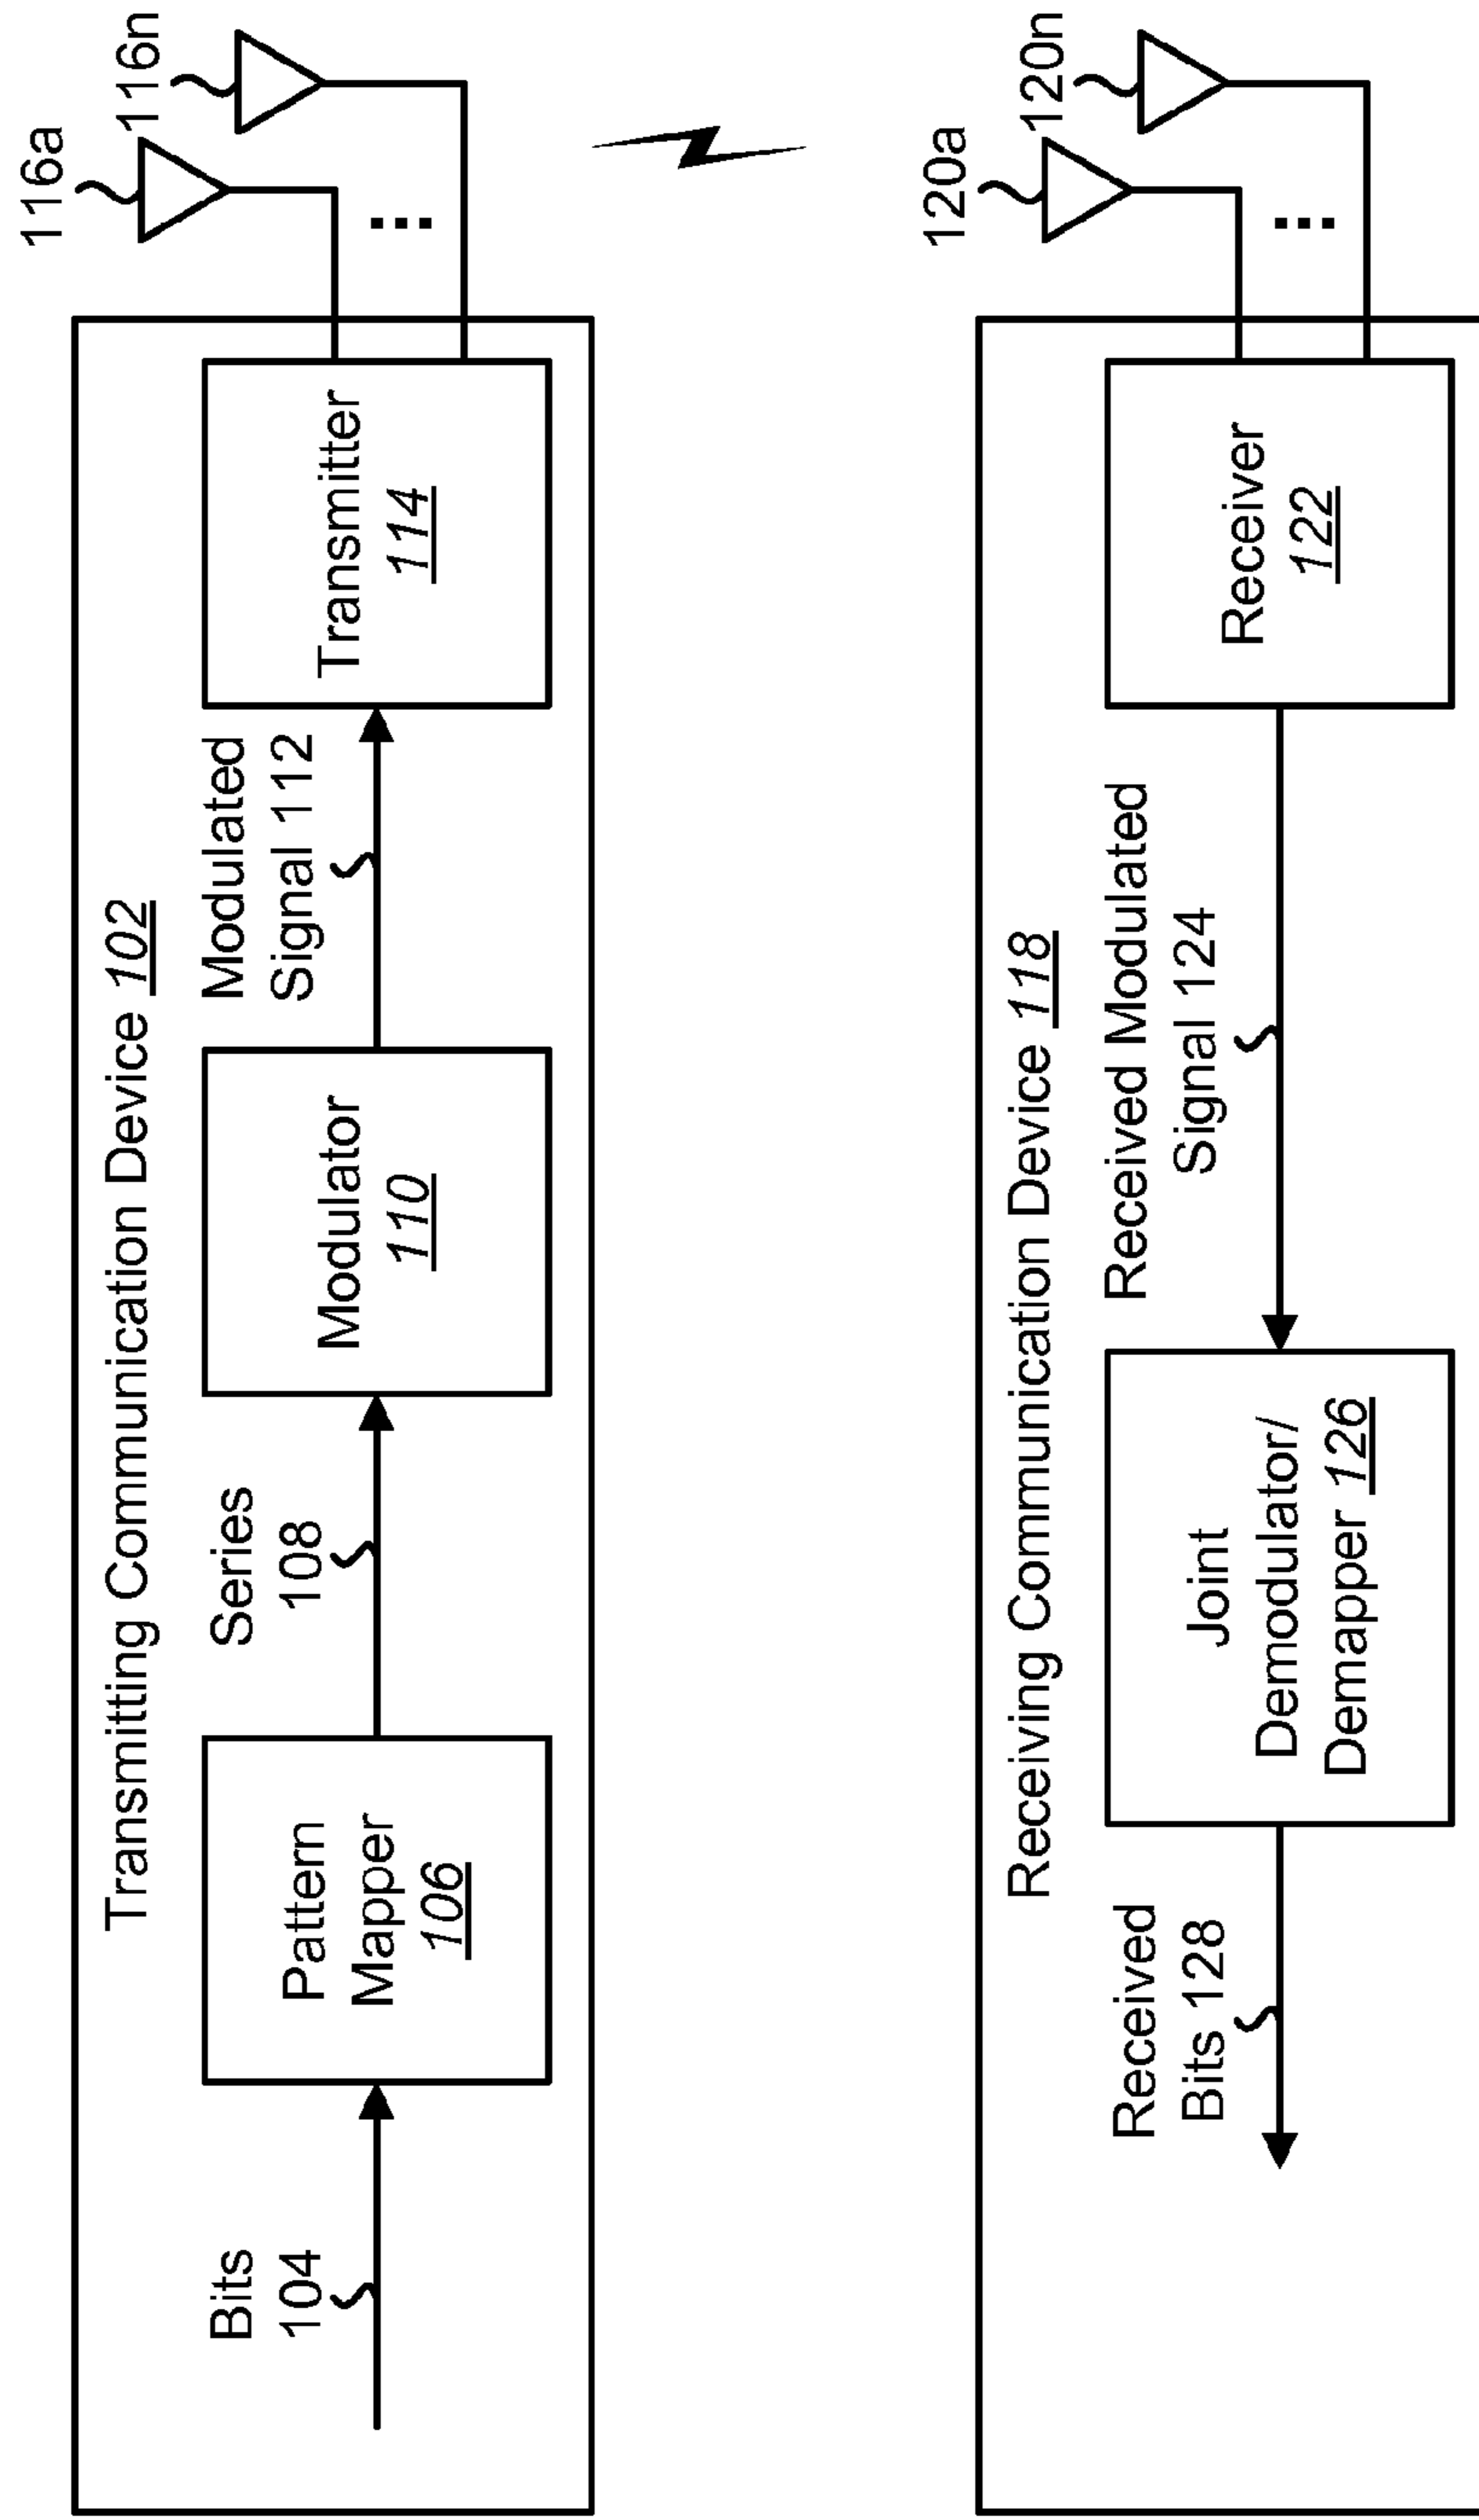 Transmitting Communication Device 102
Bits
104
Pattern
Mapper
106
Series
108
Modulator
110
Modulated
Signal 112
Transmitter
114
116a
116n
Receiving Communication Device 118
Received
Bits 128
Joint
Demodulator/
Demapper 126
Received Modulated
Signal 124
Receiver
122
120a
120n